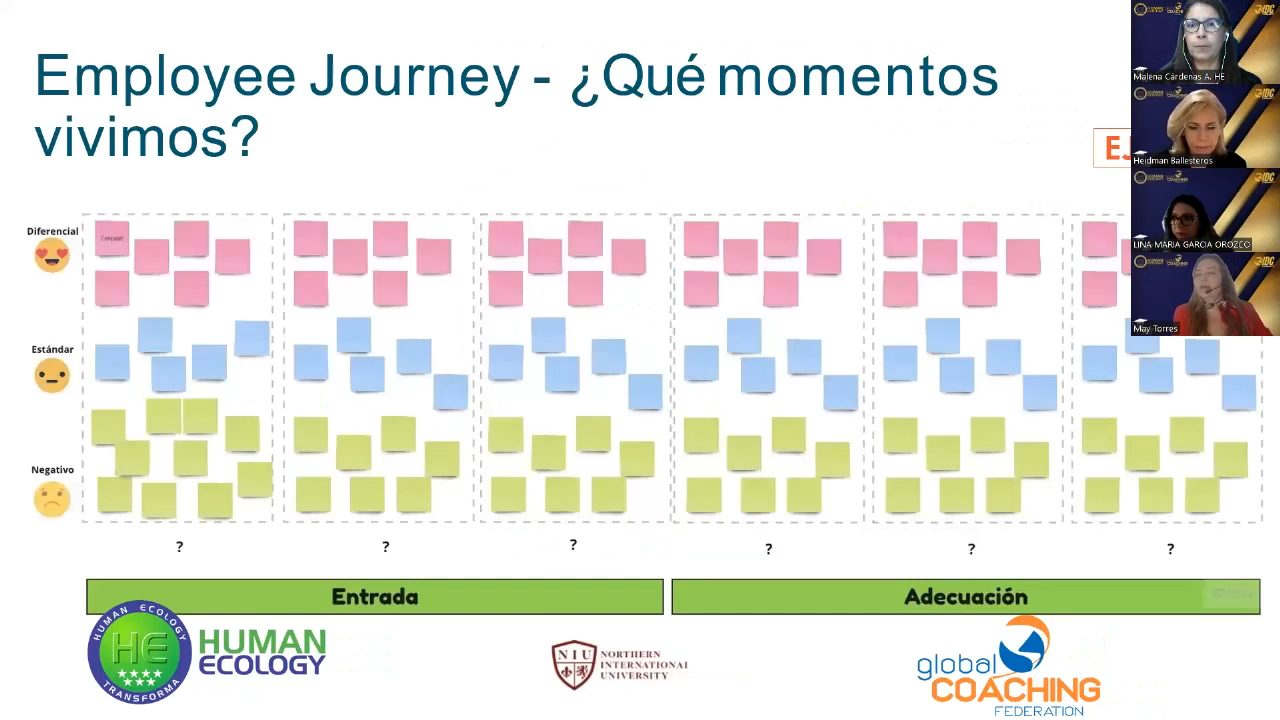 Employee Journey - ¿Qué momentos
vivimos?
EJ
Malena Cárdenas A. HE
Heidman Ballesteros
LINA MARIA GARCIA OROZCO
May Torres
Diferencial
Estándar
Negativo
? ? ? ? ? ?
Entrada
Adecuación
HUMAN ECOLOGY
HE
TRANSFORMA
HUMAN
ECOLOGY
NIU
NORTHERN
INTERNATIONAL
UNIVERSITY
global
COACHING
FEDERATION